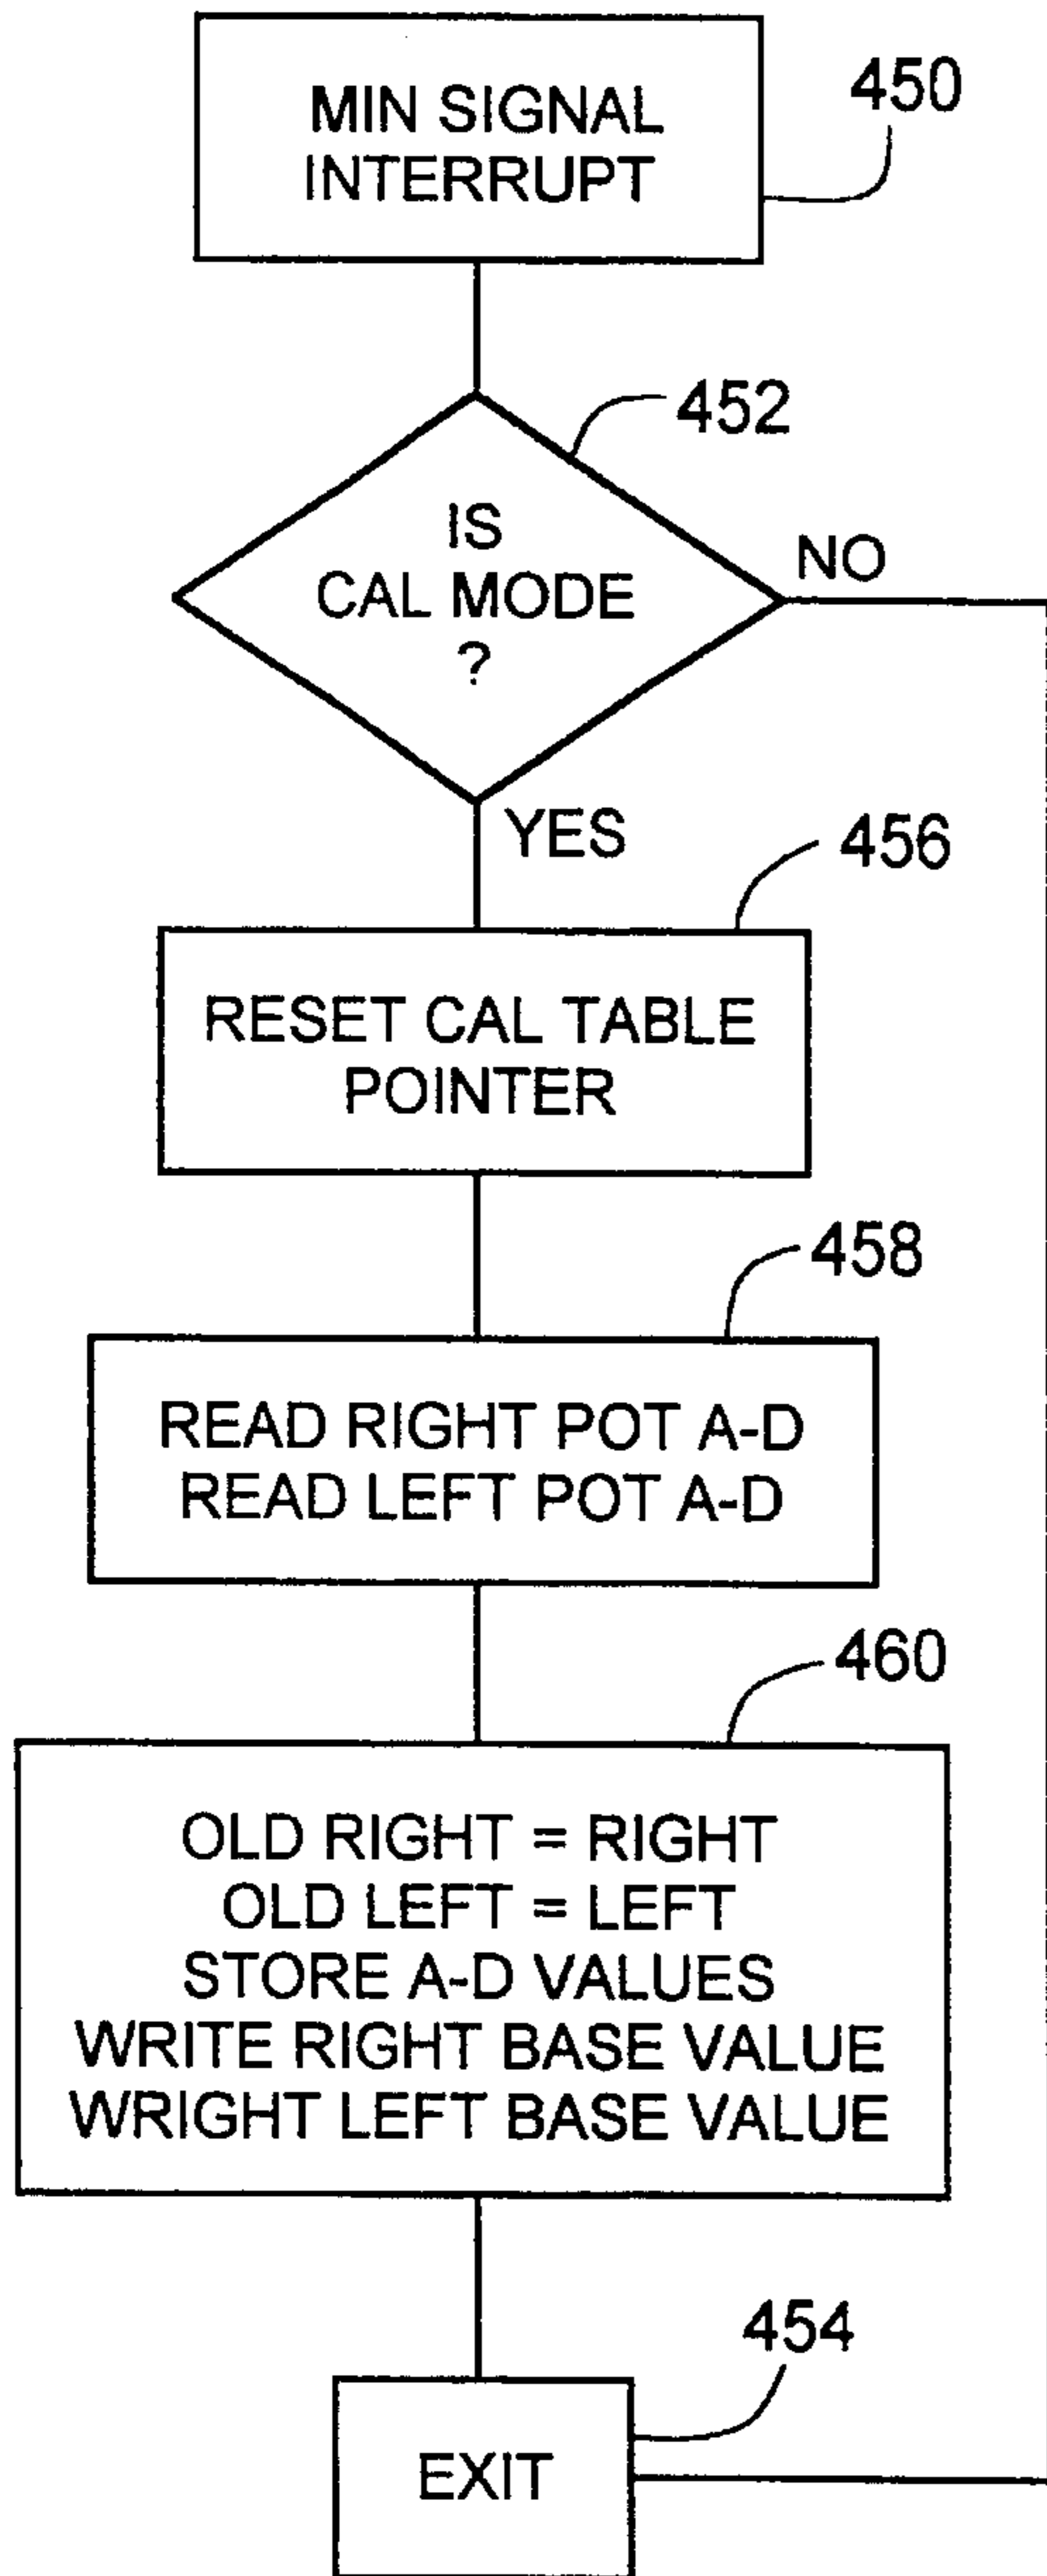 MIN SIGNAL
INTERRUPT
450
452
IS
CAL MODE
?
NO
YES
456
RESET CAL TABLE
POINTER
458
READ RIGHT POT A-D
READ LEFT POT A-D
460
OLD RIGHT = RIGHT
OLD LEFT = LEFT
STORE A-D VALUES
WRITE RIGHT BASE VALUE
WRIGHT LEFT BASE VALUE
454
EXIT